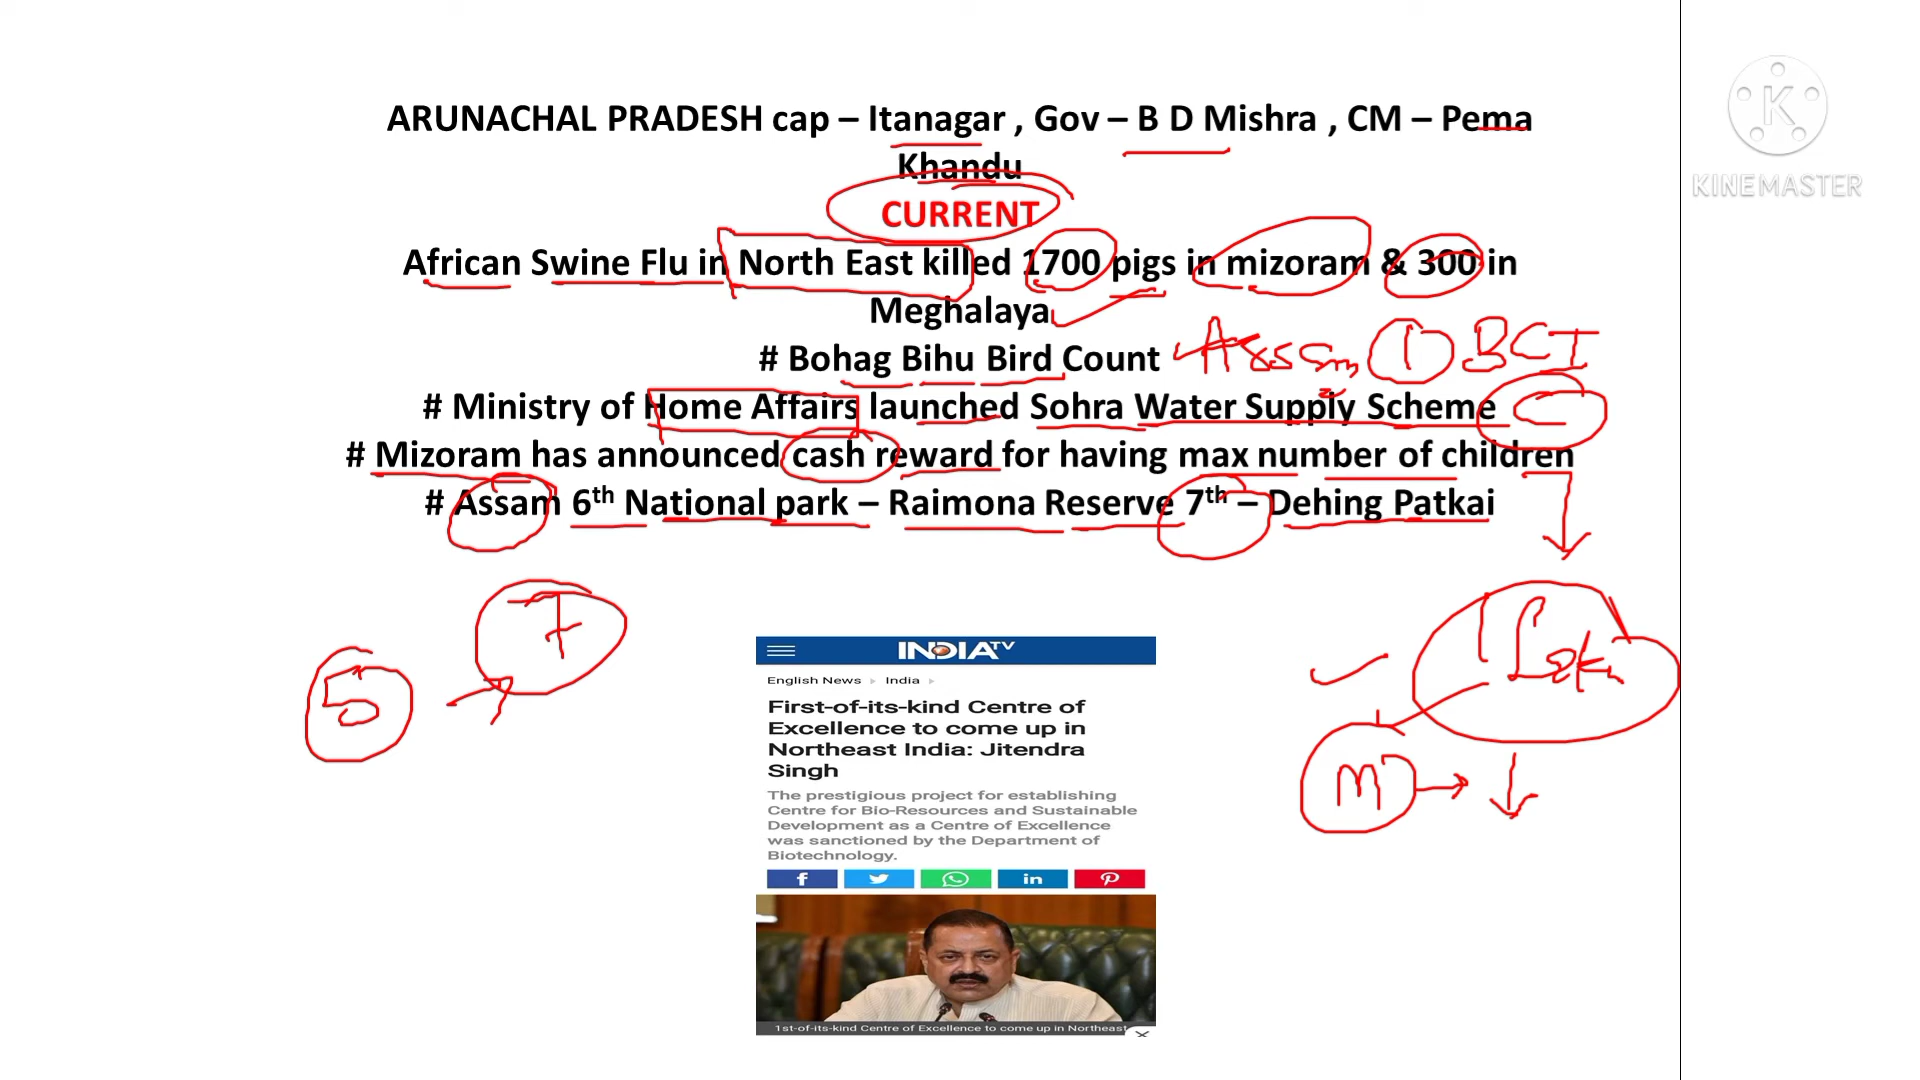 ARUNACHAL PRADESH cap – Itanagar , Gov – B D Mishra , CM – Pema
Khandu
CURRENT
African Swine Flu in North East killed 1700 pigs in mizoram & 300 in
Meghalaya
# Bohag Bihu Bird Count Assam 1 BCI
# Ministry of Home Affairs launched Sohra Water Supply Scheme
# Mizoram has announced cash reward for having max number of children
# Assam 6th National park – Raimona Reserve 7th – Dehing Patkai
7
5
M
INDIA TV
English News India
First-of-its-kind Centre of
Excellence to come up in
Northeast India: Jitendra
Singh
The prestigious project for establishing
Centre for Bio-Resources and Sustainable
Development as a Centre of Excellence
was sanctioned by the Department of
Biotechnology.
1st-of-its-kind Centre of Excellence to come up in Northeast
K
KINEMASTER